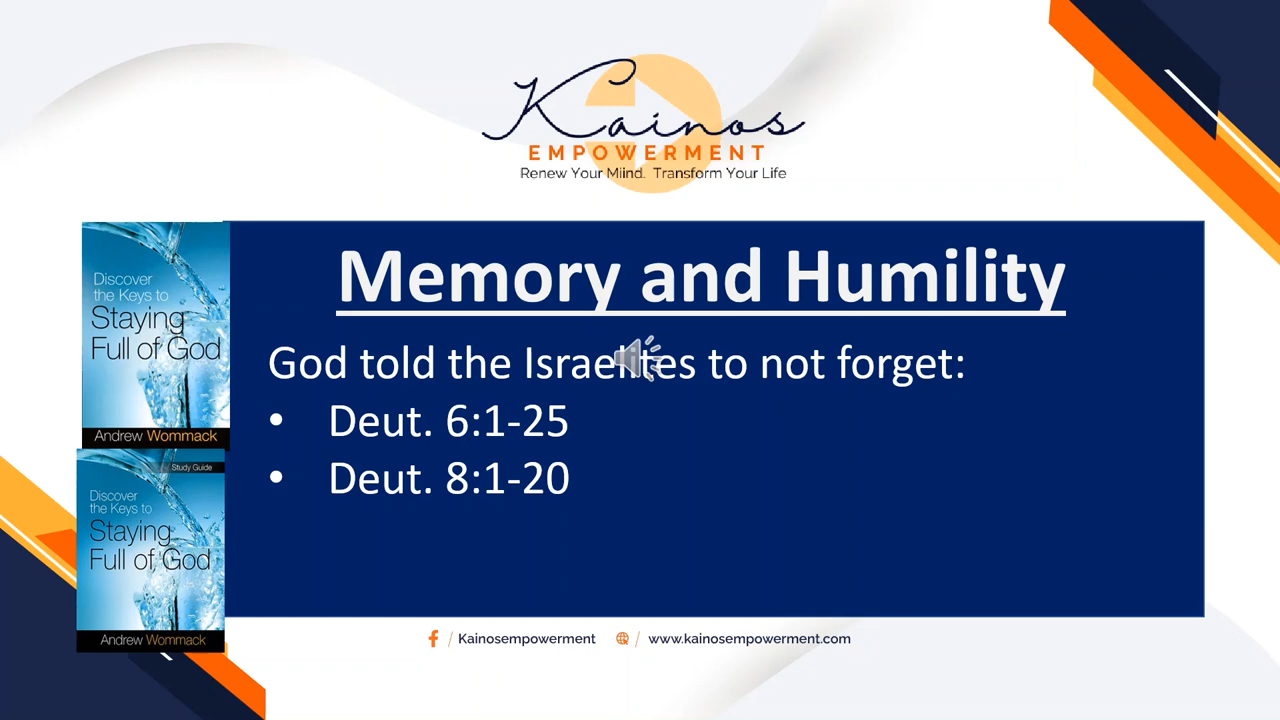 Kainos
EMPOWERMENT
Renew Your Miind. Transform Your Life
Memory and Humility
God told the Israelites to not forget:
• Deut. 6:1-25
• Deut. 8:1-20
Discover
the Keys to
Staying
Full of God
Andrew Wommack
Study Guide
Discover
the Keys to
Staying
Full of God
Andrew Wommack
/ Kainosempowerment / www.kainosempowerment.com